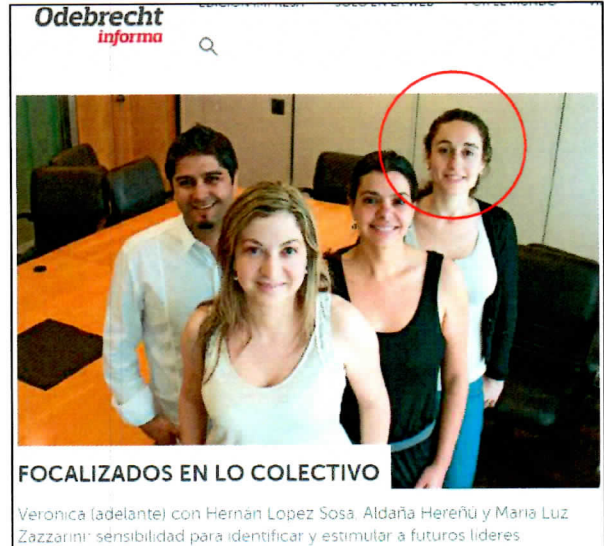 Odebrecht
informa
FOCALIZADOS EN LO COLECTIVO
Veronica (adelante) con Hernan Lopez Sosa, Aldaña Hereñú y Maria Luz
Zazzarini: sensibilidad para identificar y estimular a futuros lideres